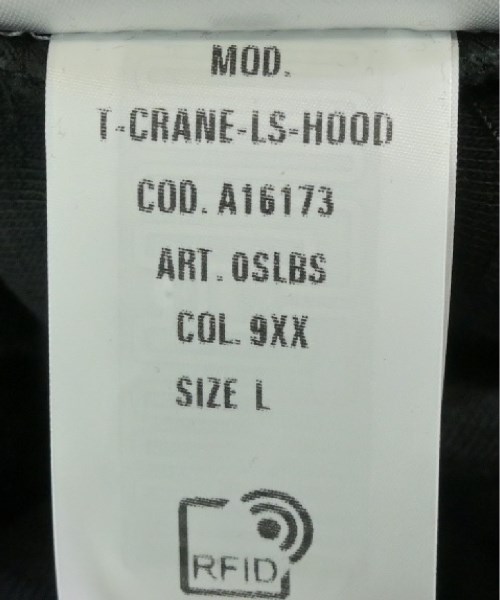 MOD.
T-CRANE-LS-HOOD
COD. A16173
ART. 0SLBS
COL. 9XX
SIZE L
RFID